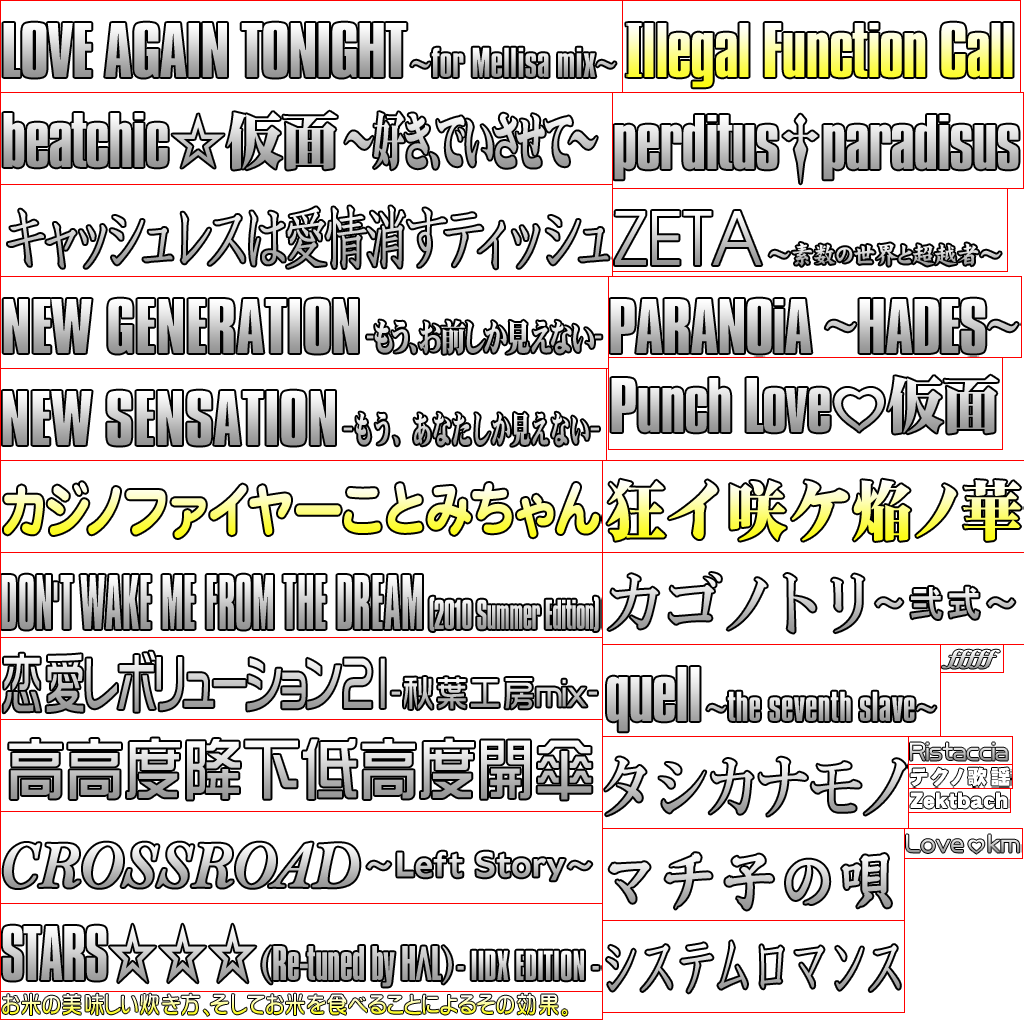 LOVE AGAIN TONIGHT ～for Mellisa mix～
Illegal Function Call
beatchic☆仮面 ～好き、でいさせて～
perditus†paradisus
キャッシュレスは愛情消すティッシュ
ZETA ～素数の世界と超越者～
NEW GENERATION -もう、お前しか見えない-
PARANOiA ～HADES～
NEW SENSATION -もう、あなたしか見えない-
Punch Love♡仮面
カジノファイヤーことみちゃん
狂イ咲ケ焔ノ華
DON'T WAKE ME FROM THE DREAM (2010 Summer Edition)
カゴノトリ～弐式～
恋愛レボリューション21-秋葉工房mix-
quell ～the seventh slave～
fffff
高高度降下低高度開傘
タシカナモノ
Ristaccia
テクノ歌謡
Zektbach
CROSSROAD ～Left Story～
マチ子の唄
Love♡km
STARS☆☆☆ (Re-tuned by HΛL) - IIDX EDITION -
システムロマンス
お米の美味しい炊き方、そしてお米を食べることによるその効果。